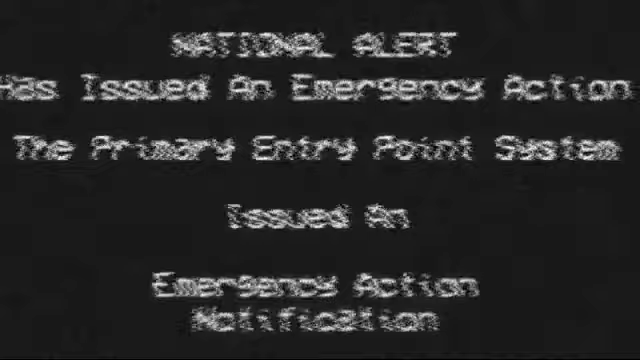 NATIONAL ALERT
Has Issued An Emergency Action
The Primary Entry Point System
Issued An
Emergency Action
Notification